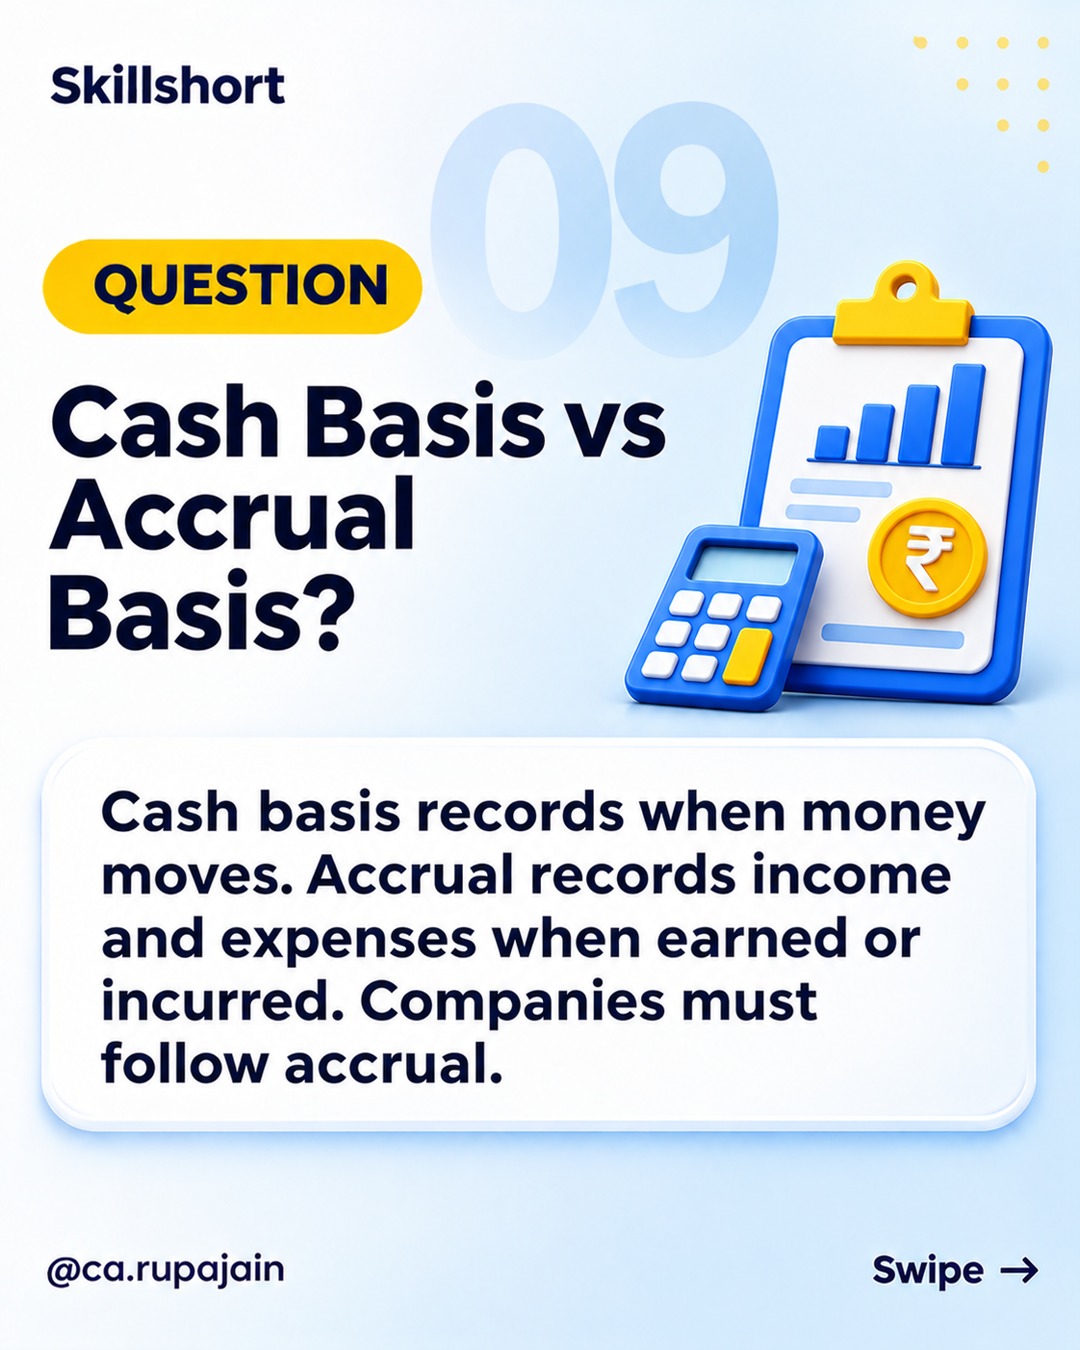 Skillshort
09
QUESTION
Cash Basis vs
Accrual
Basis?
₹
Cash basis records when money
moves. Accrual records income
and expenses when earned or
incurred. Companies must
follow accrual.
@ca.rupajain
Swipe →